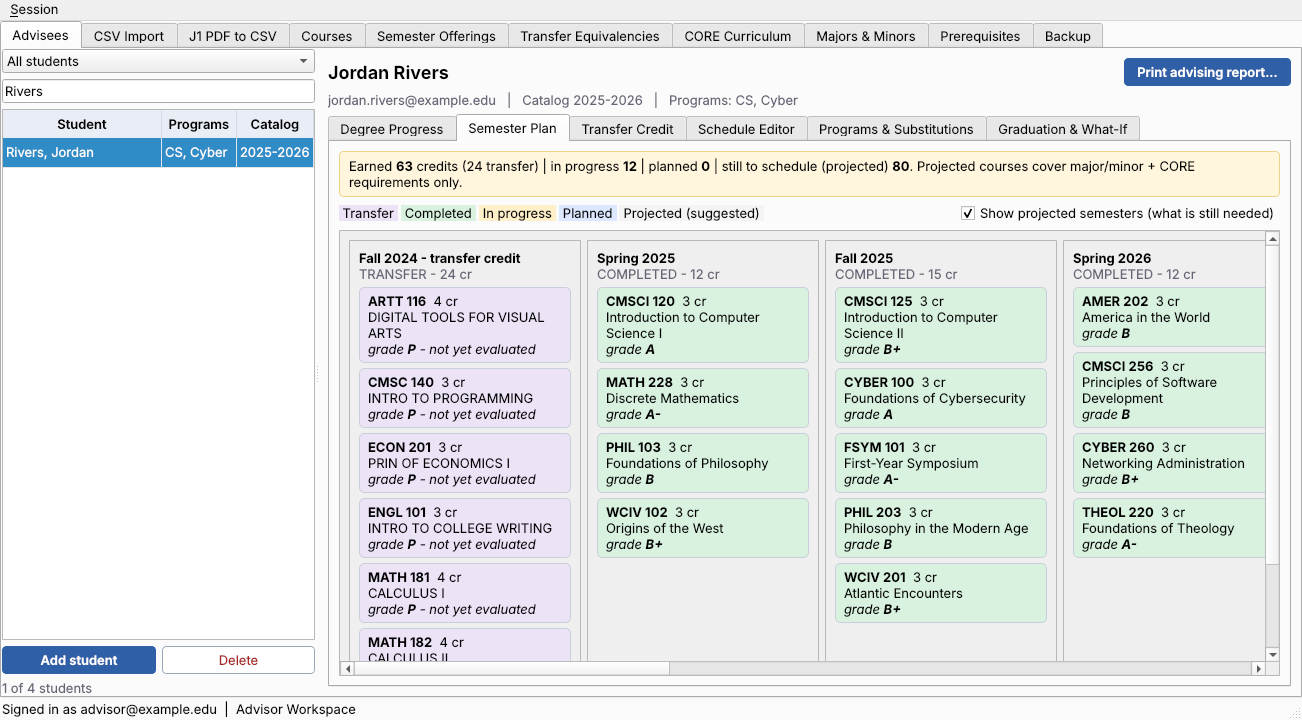 Session
Advisees CSV Import J1 PDF to CSV Courses Semester Offerings Transfer Equivalencies CORE Curriculum Majors & Minors Prerequisites Backup
All students
Rivers
Student Programs Catalog
Rivers, Jordan CS, Cyber 2025-2026
Add student Delete
1 of 4 students
Jordan Rivers
Print advising report...
jordan.rivers@example.edu | Catalog 2025-2026 | Programs: CS, Cyber
Degree Progress Semester Plan Transfer Credit Schedule Editor Programs & Substitutions Graduation & What-If
Earned 63 credits (24 transfer) | in progress 12 | planned 0 | still to schedule (projected) 80. Projected courses cover major/minor + CORE
requirements only.
Transfer Completed In progress Planned Projected (suggested)
Show projected semesters (what is still needed)
Fall 2024 - transfer credit
TRANSFER - 24 cr
ARTT 116 4 cr
DIGITAL TOOLS FOR VISUAL
ARTS
grade P - not yet evaluated
CMSC 140 3 cr
INTRO TO PROGRAMMING
grade P - not yet evaluated
ECON 201 3 cr
PRIN OF ECONOMICS I
grade P - not yet evaluated
ENGL 101 3 cr
INTRO TO COLLEGE WRITING
grade P - not yet evaluated
MATH 181 4 cr
CALCULUS I
grade P - not yet evaluated
MATH 182 4 cr
CALCULUS II
Spring 2025
COMPLETED - 12 cr
CMSCI 120 3 cr
Introduction to Computer
Science I
grade A
MATH 228 3 cr
Discrete Mathematics
grade A-
PHIL 103 3 cr
Foundations of Philosophy
grade B
WCIV 102 3 cr
Origins of the West
grade B+
Fall 2025
COMPLETED - 15 cr
CMSCI 125 3 cr
Introduction to Computer
Science II
grade B+
CYBER 100 3 cr
Foundations of Cybersecurity
grade A
FSYM 101 3 cr
First-Year Symposium
grade A-
PHIL 203 3 cr
Philosophy in the Modern Age
grade B
WCIV 201 3 cr
Atlantic Encounters
grade B+
Spring 2026
COMPLETED - 12 cr
AMER 202 3 cr
America in the World
grade B
CMSCI 256 3 cr
Principles of Software
Development
grade B
CYBER 260 3 cr
Networking Administration
grade B+
THEOL 220 3 cr
Foundations of Theology
grade A-
Signed in as advisor@example.edu | Advisor Workspace